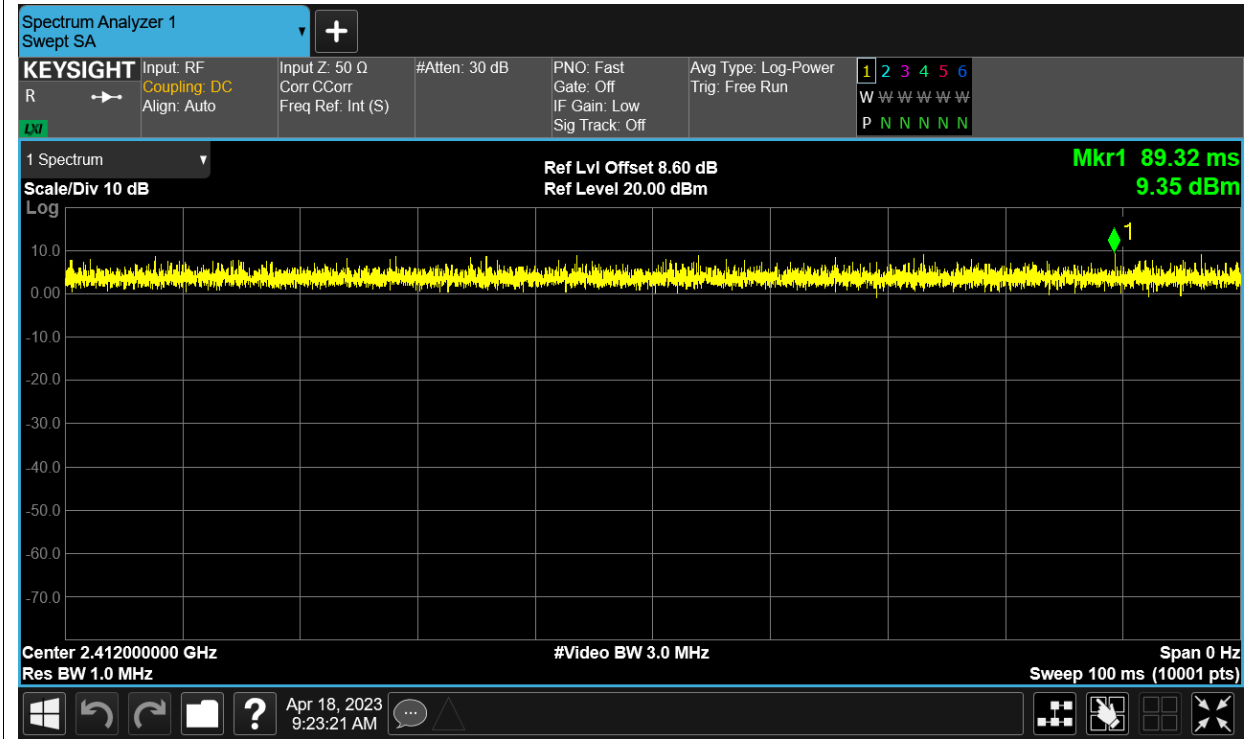 Spectrum Analyzer 1
Swept SA
KEYSIGHT
R
LXI
Input: RF
Coupling: DC
Align: Auto
Input Z: 50 Ω
Corr CCorr
Freq Ref: Int (S)
#Atten: 30 dB
PNO: Fast
Gate: Off
IF Gain: Low
Sig Track: Off
Avg Type: Log-Power
Trig: Free Run
1 2 3 4 5 6
W W W W W W
P N N N N N
1 Spectrum
Scale/Div 10 dB
Log
Ref Lvl Offset 8.60 dB
Ref Level 20.00 dBm
Mkr1 89.32 ms
9.35 dBm
1
10.0
0.00
-10.0
-20.0
-30.0
-40.0
-50.0
-60.0
-70.0
Center 2.412000000 GHz
Res BW 1.0 MHz
#Video BW 3.0 MHz
Span 0 Hz
Sweep 100 ms (10001 pts)
?
Apr 18, 2023
9:23:21 AM